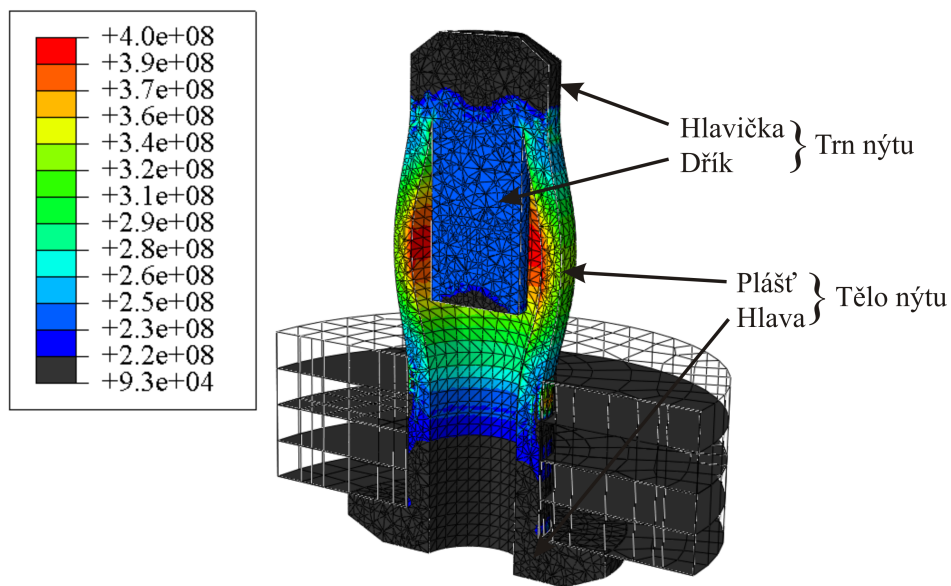 +4.0e+08
+3.9e+08
+3.7e+08
+3.6e+08
+3.4e+08
+3.2e+08
+3.1e+08
+2.9e+08
+2.8e+08
+2.6e+08
+2.5e+08
+2.3e+08
+2.2e+08
+9.3e+04
Hlavička
Dřík
Trn nýtu
Plášť
Hlava
Tělo nýtu